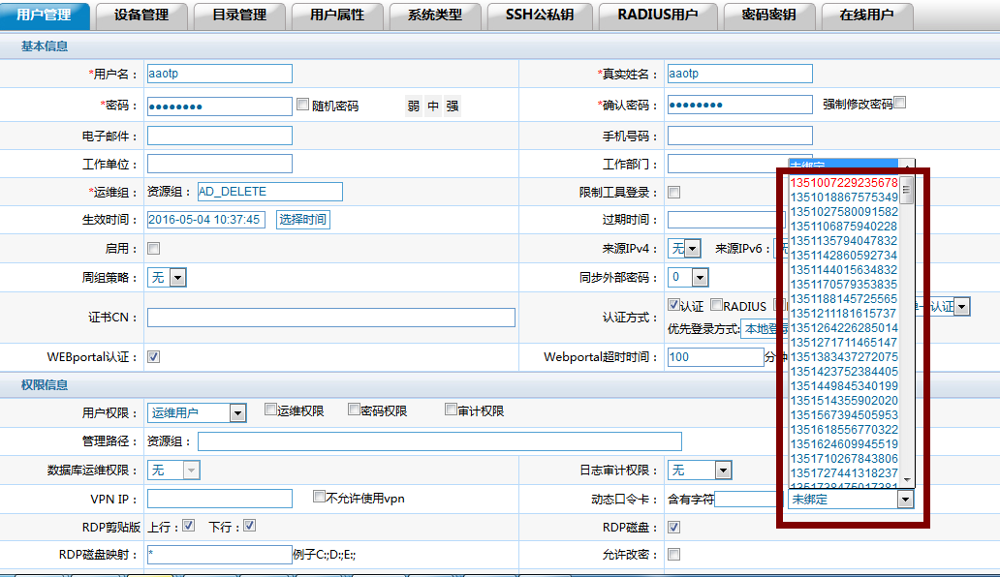 用户管理 设备管理 目录管理 用户属性 系统类型 SSH公私钥 RADIUS用户 密码密钥 在线用户
基本信息
*用户名： aaotp *真实姓名： aaotp
*密码： ●●●●●●●● 随机密码 弱 中 强 *确认密码： ●●●●●●●● 强制修改密码
电子邮件： 手机号码：
工作单位： 工作部门：
*运维组： 资源组： AD_DELETE 限制工具登录：
生效时间： 2016-05-04 10:37:45 选择时间 过期时间：
启用： 来源IPv4： 无 来源IPv6：
周组策略： 无 同步外部密码： 0
证书CN： 认证方式： 认证 RADIUS 认证
优先登录方式: 本地登
WEBportal认证： Webportal超时时间： 100 分钟
未绑定
1351007229235678
1351018867575349
1351027580091582
1351106875940228
1351135794047832
1351142860592734
1351144015634832
1351170579353835
1351188145725565
1351211181615737
1351264226285014
1351271711465147
1351383437272075
1351423752384405
1351449845340199
1351514355902020
1351567394505953
1351618556770322
1351624609945519
1351710267843806
1351727441318237
1351738475017381
权限信息
用户权限： 运维用户 运维权限 密码权限 审计权限
管理路径： 资源组：
数据库运维权限： 无 日志审计权限： 无
VPN IP： 不允许使用vpn 动态口令卡： 含有字符 未绑定
RDP剪贴版 上行： 下行： RDP磁盘：
RDP磁盘映射： * 例子C:;D:;E:; 允许改密：